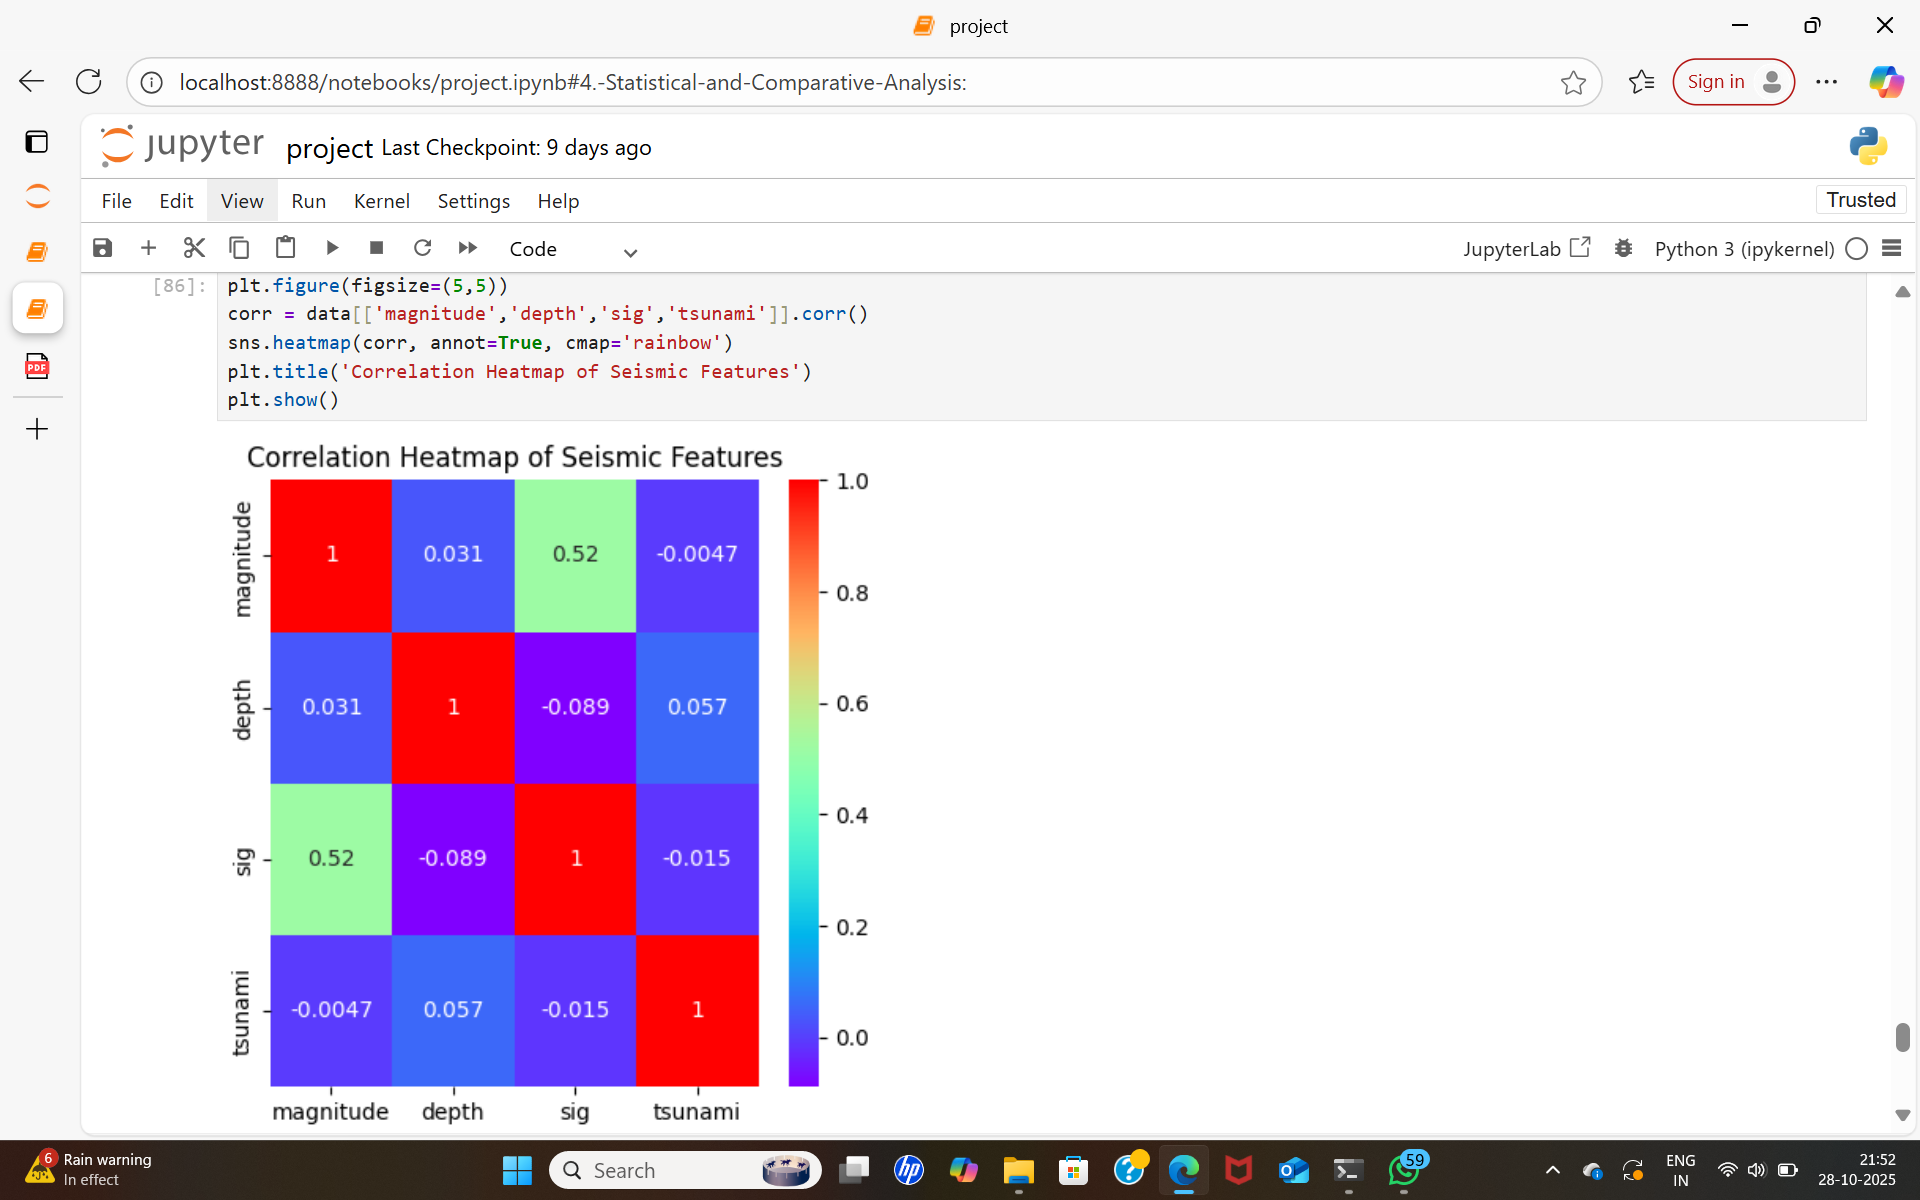 project
localhost:8888/notebooks/project.ipynb#4.-Statistical-and-Comparative-Analysis:
Sign in
jupyter project Last Checkpoint: 9 days ago
File Edit View Run Kernel Settings Help
Trusted
Code
JupyterLab
Python 3 (ipykernel)
PDF
[86]: plt.figure(figsize=(5,5))
corr = data[['magnitude','depth','sig','tsunami']].corr()
sns.heatmap(corr, annot=True, cmap='rainbow')
plt.title('Correlation Heatmap of Seismic Features')
plt.show()
Correlation Heatmap of Seismic Features
magnitude 1 0.031 0.52 -0.0047
depth 0.031 1 -0.089 0.057
sig 0.52 -0.089 1 -0.015
tsunami -0.0047 0.057 -0.015 1
magnitude depth sig tsunami
1.0
0.8
0.6
0.4
0.2
0.0
6
Rain warning
In effect
Search
hp
59
ENG
IN
21:52
28-10-2025